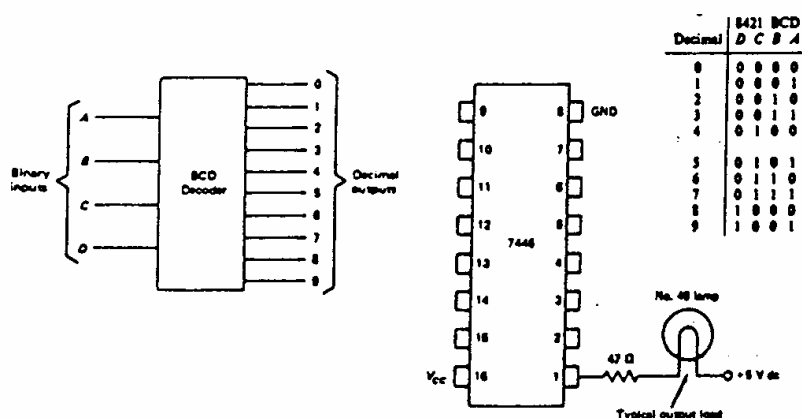 8421 BCD
Decimal D C B A
0 0 0 0 0
1 0 0 0 1
2 0 0 1 0
3 0 0 1 1
4 0 1 0 0
5 0 1 0 1
6 0 1 1 0
7 0 1 1 1
8 1 0 0 0
9 1 0 0 1
Binary inputs
A
B
C
D
BCD
Decoder
0
1
2
3
4
5
6
7
8
9
Decimal
outputs
9 8 GND
10 7
11 6
12 5
7446
13 4
14 3
15 2
VCC 16 1
47 Ω
No. 48 lamp
+5 V dc
Typical output load